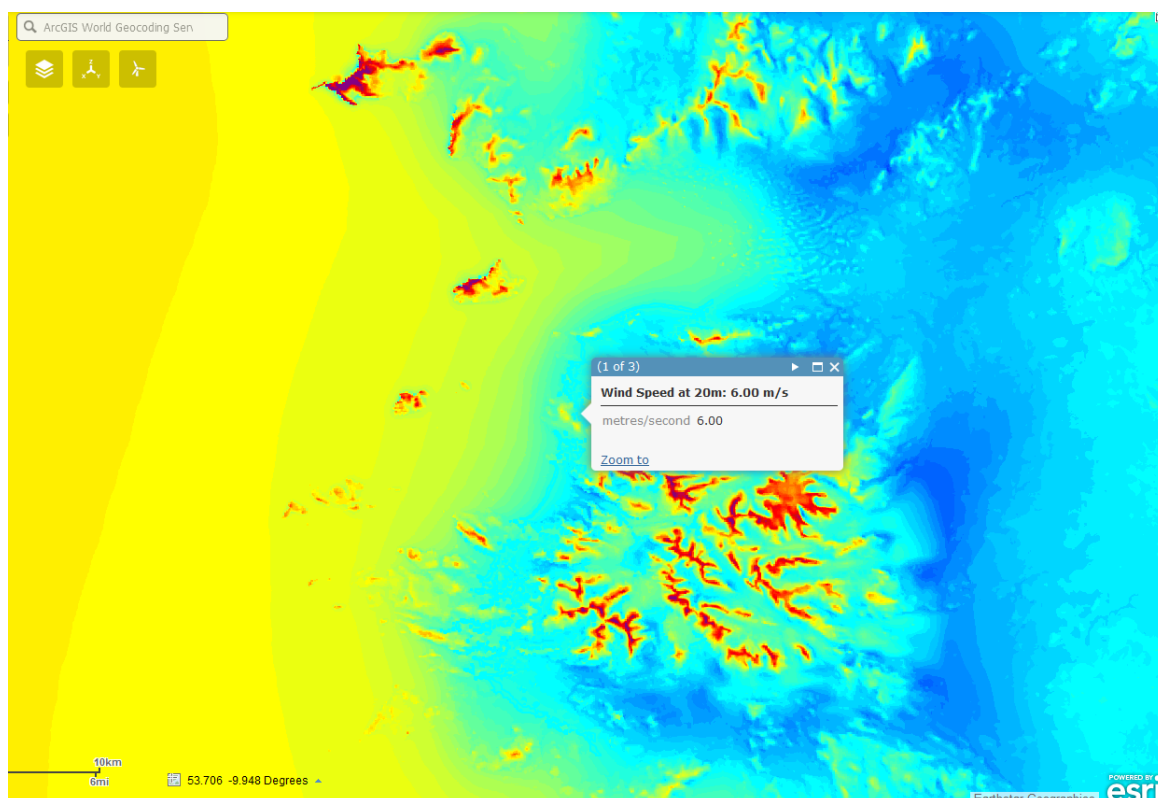 ArcGIS World Geocoding Serv
Z
X Y
(1 of 3)
Wind Speed at 20m: 6.00 m/s
metres/second 6.00
Zoom to
10km
6mi
53.706 -9.948 Degrees
POWERED BY
esri